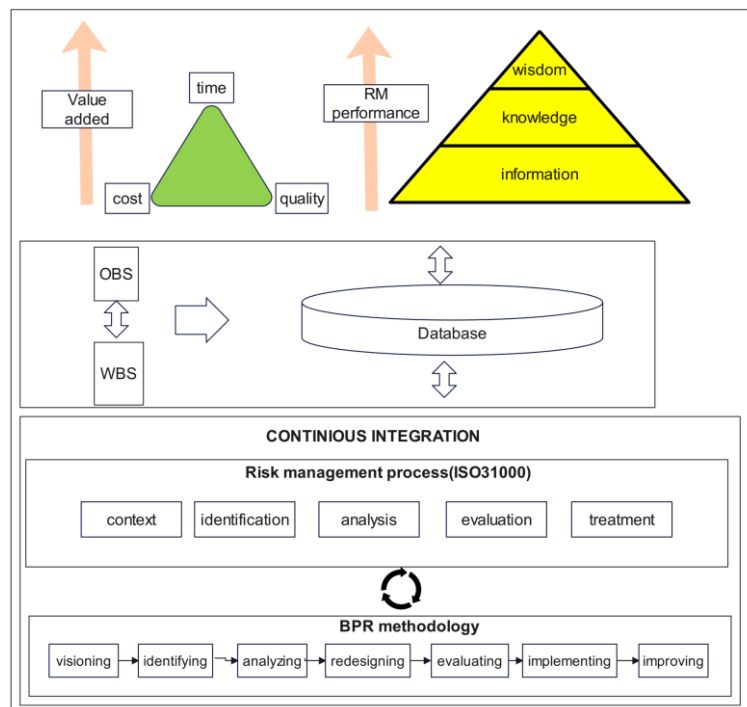 Value
added
time
cost
quality
RM
performance
wisdom
knowledge
information
OBS
WBS
Database
CONTINIOUS INTEGRATION
Risk management process(ISO31000)
context
identification
analysis
evaluation
treatment
BPR methodology
visioning
identifying
analyzing
redesigning
evaluating
implementing
improving